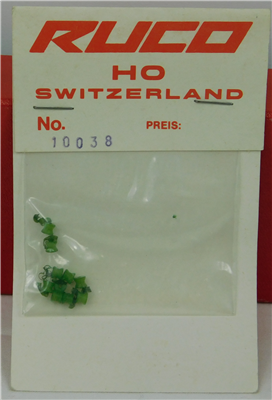 RUCO
HO
SWITZERLAND
No. PREIS:
10038